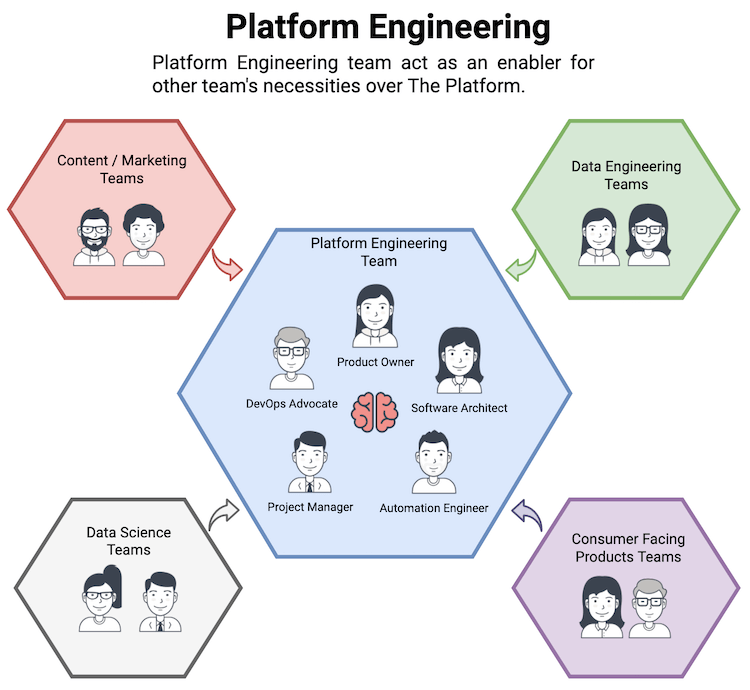 Platform Engineering
Platform Engineering team act as an enabler for
other team's necessities over The Platform.
Content / Marketing
Teams
Data Engineering
Teams
Platform Engineering
Team
Product Owner
DevOps Advocate
Software Architect
Project Manager
Automation Engineer
Data Science
Teams
Consumer Facing
Products Teams